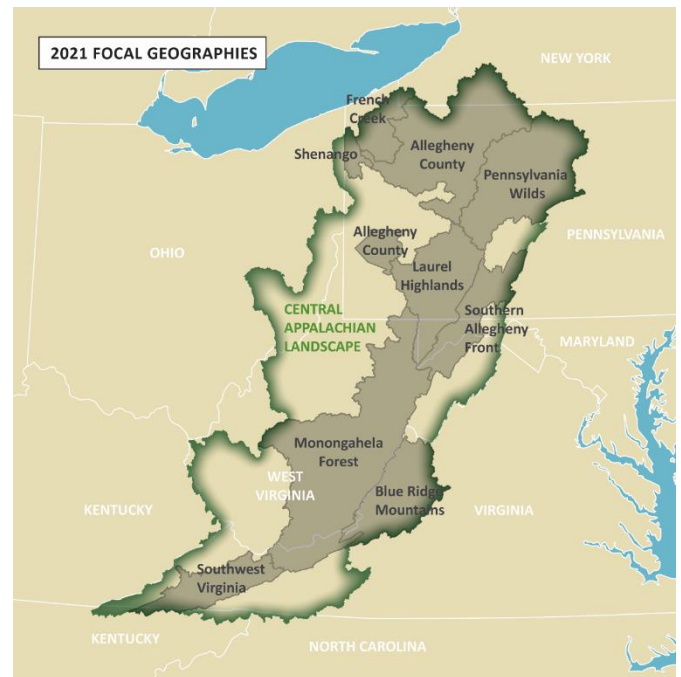 2021 FOCAL GEOGRAPHIES
NEW YORK
French
Creek
Shenango
Allegheny
County
Pennsylvania
Wilds
PENNSYLVANIA
OHIO
Allegheny
County
Laurel
Highlands
CENTRAL
APPALACHIAN
LANDSCAPE
Southern
Allegheny
Front
MARYLAND
Monongahela
Forest
WEST
VIRGINIA
Blue Ridge
Mountains
KENTUCKY
VIRGINIA
Southwest
Virginia
KENTUCKY
NORTH CAROLINA